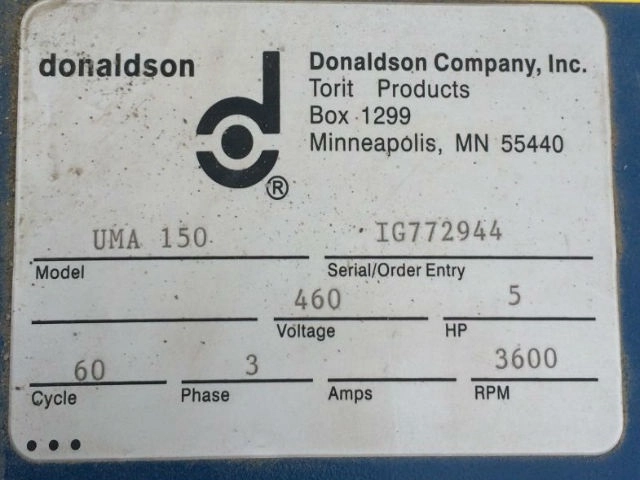 donaldson
d
®
Donaldson Company, Inc.
Torit Products
Box 1299
Minneapolis, MN 55440
UMA 150 IG772944
Model Serial/Order Entry
460 5
Voltage HP
60 3 3600
Cycle Phase Amps RPM